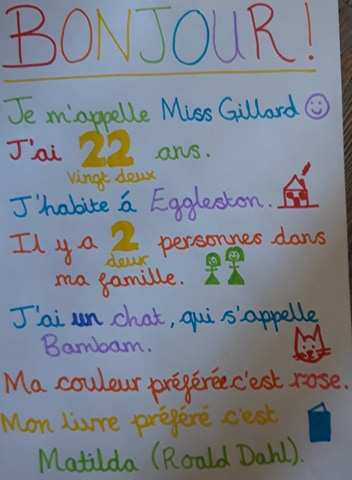 BONJOUR!
Je m'appelle Miss Gillard
J'ai 22 ans.
vingt deux
J'habite á Eggleston.
Il y a 2 personnes dans
deux
ma famille.
J'ai un chat, qui s'appelle
Bambam.
Ma couleur préférée c'est rose.
Mon livre préféré c'est
Matilda (Roald Dahl).